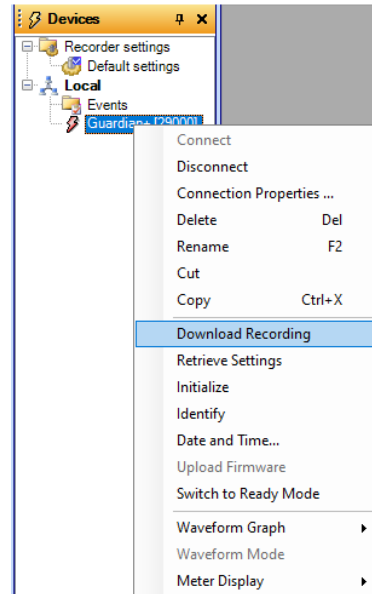 Devices
Recorder settings
Default settings
Local
Events
Guardian+ [29000]
Connect
Disconnect
Connection Properties ...
Delete Del
Rename F2
Cut
Copy Ctrl+X
Download Recording
Retrieve Settings
Initialize
Identify
Date and Time...
Upload Firmware
Switch to Ready Mode
Waveform Graph
Waveform Mode
Meter Display